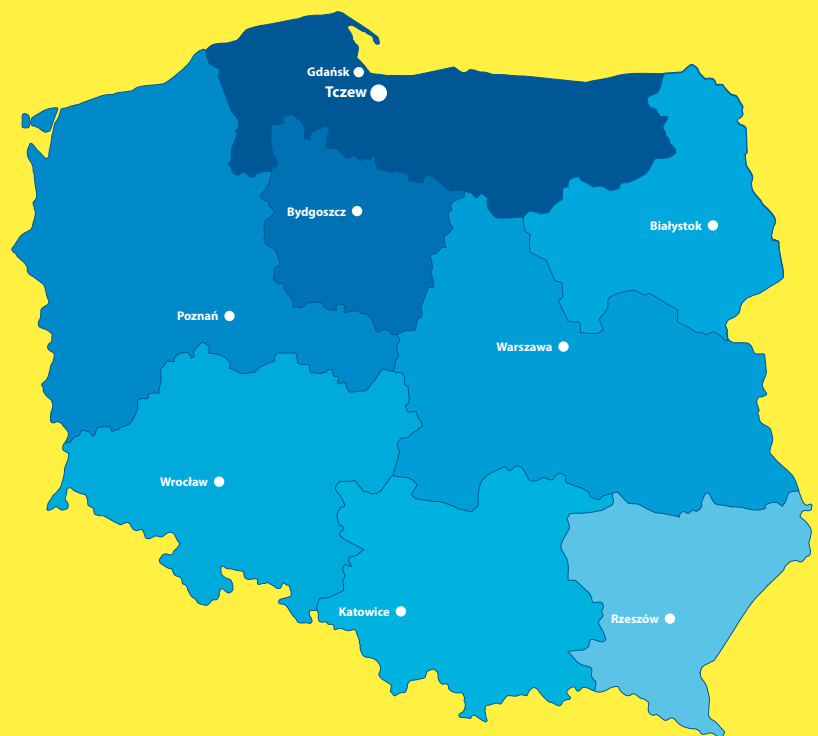 Gdańsk
Tczew
Bydgoszcz
Białystok
Poznań
Warszawa
Wrocław
Katowice
Rzeszów